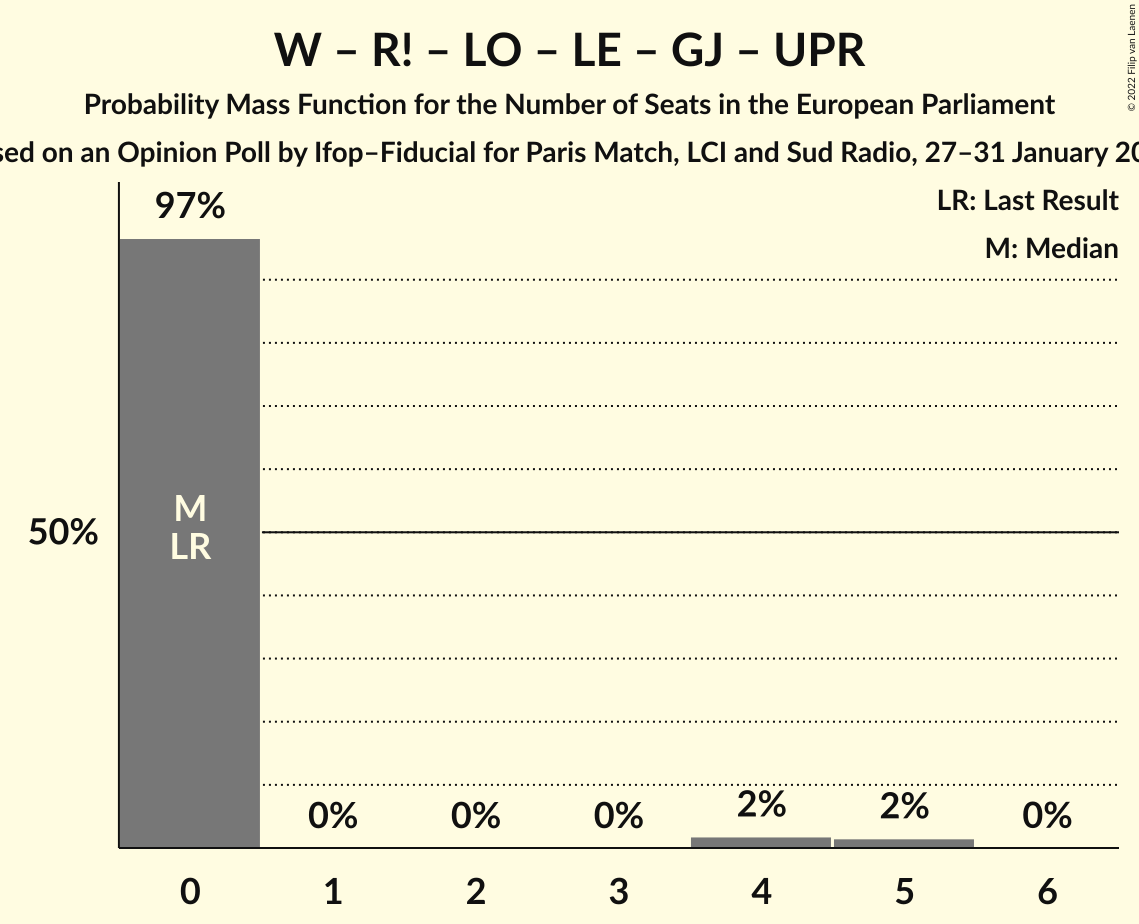 W – R! – LO – LE – GJ – UPR
Probability Mass Function for the Number of Seats in the European Parliament
on an Opinion Poll by Ifop–Fiducial for Paris Match, LCI and Sud Radio, 27–31 January
© 2022 Filip van Laenen
LR: Last Result
M: Median
97%
M
LR
50%
0% 0% 0% 2% 2% 0%
0 1 2 3 4 5 6